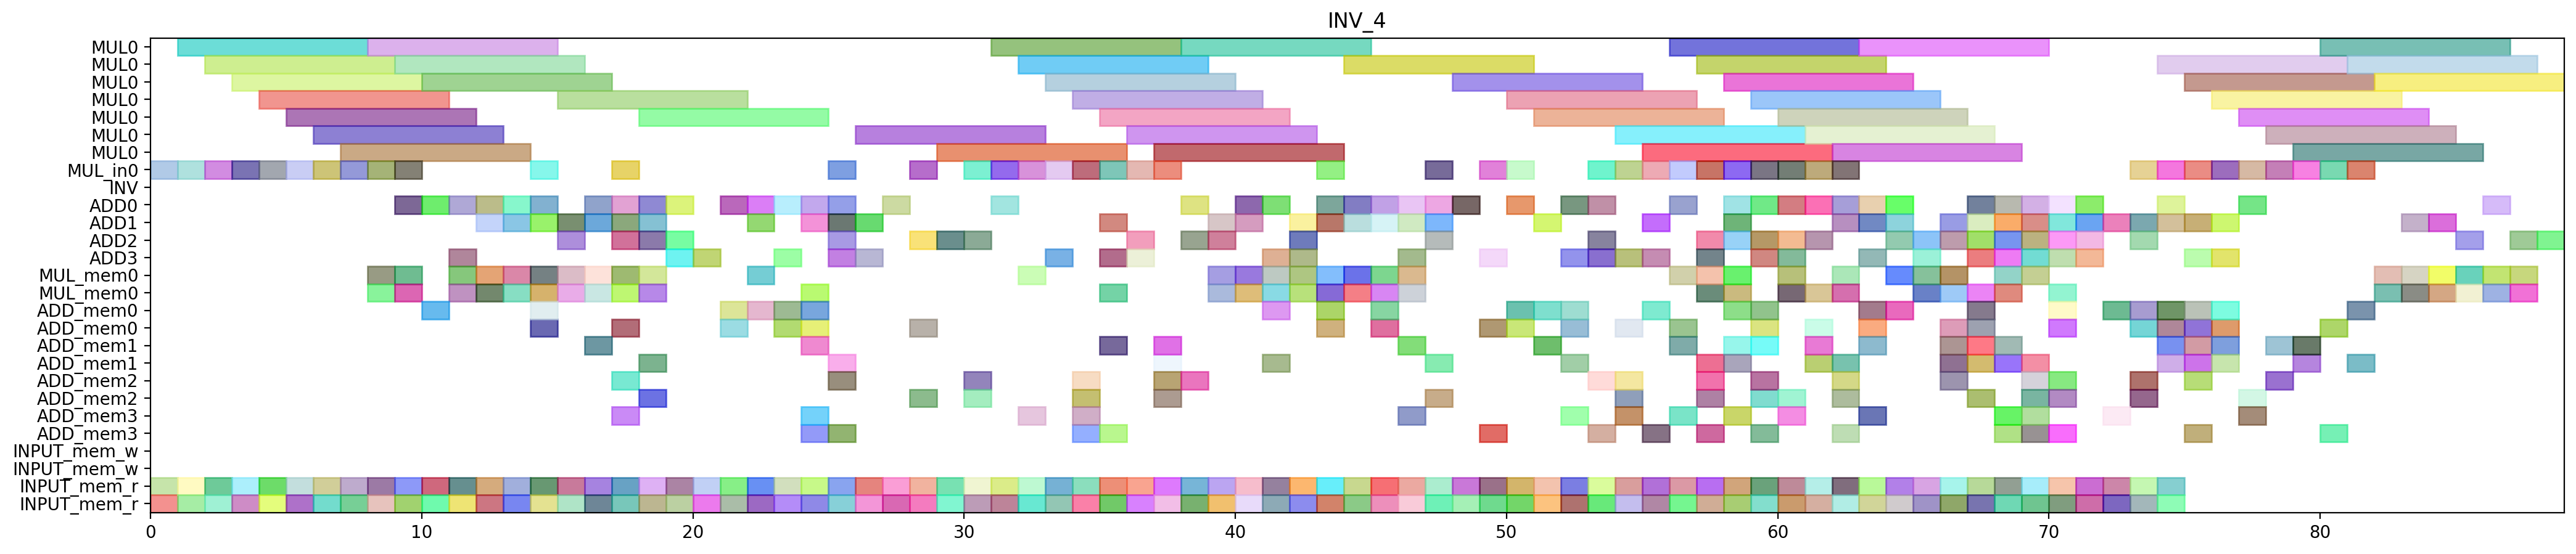 INV_4
MUL0
MUL0
MUL0
MUL0
MUL0
MUL0
MUL0
MUL_in0
INV
ADD0
ADD1
ADD2
ADD3
MUL_mem0
MUL_mem0
ADD_mem0
ADD_mem0
ADD_mem1
ADD_mem1
ADD_mem2
ADD_mem2
ADD_mem3
ADD_mem3
INPUT_mem_w
INPUT_mem_w
INPUT_mem_r
INPUT_mem_r
0 10 20 30 40 50 60 70 80